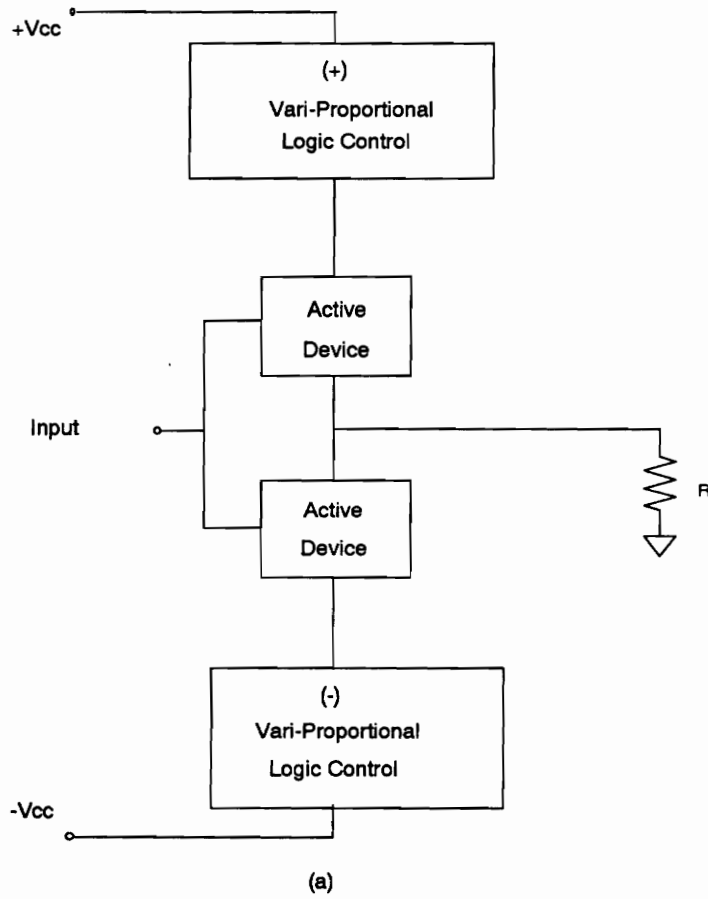 +Vcc
(+)
Vari-Proportional
Logic Control
Active
Device
Input
R
Active
Device
(-)
Vari-Proportional
Logic Control
-Vcc
(a)